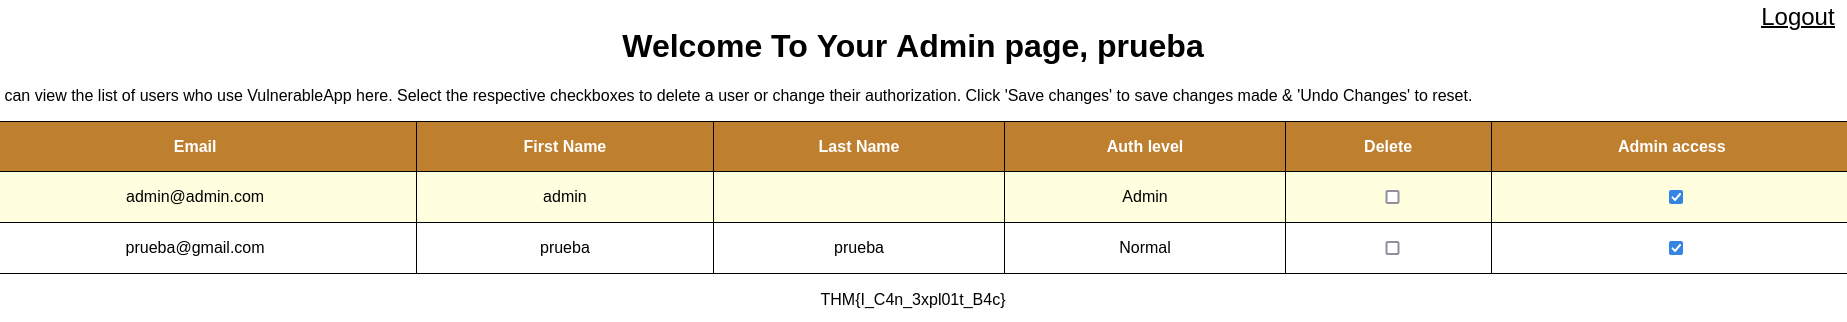 Logout
Welcome To Your Admin page, prueba
can view the list of users who use VulnerableApp here. Select the respective checkboxes to delete a user or change their authorization. Click 'Save changes' to save changes made & 'Undo Changes' to reset.
Email First Name Last Name Auth level Delete Admin access
admin@admin.com admin Admin
prueba@gmail.com prueba prueba Normal
THM{I_C4n_3xpl01t_B4c}